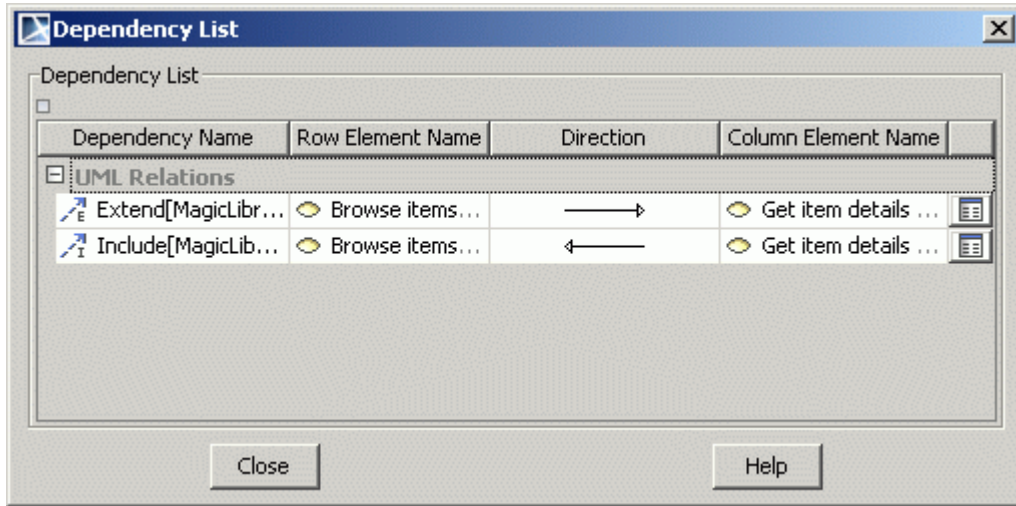 Dependency List
Dependency List
Dependency Name Row Element Name Direction Column Element Name
UML Relations
Extend[MagicLibr... Browse items... Get item details ...
Include[MagicLib... Browse items... Get item details ...
Close Help